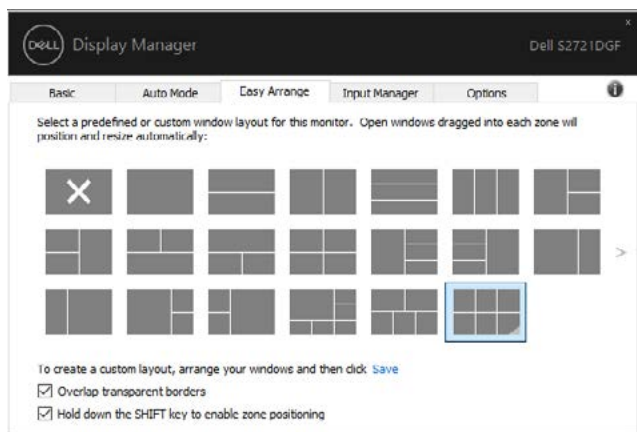 x
DELL Display Manager Dell S2721DGF
Basic Auto Mode Easy Arrange Input Manager Options
Select a predefined or custom window layout for this monitor. Open windows dragged into each zone will
position and resize automatically:
>
To create a custom layout, arrange your windows and then click Save
Overlap transparent borders
Hold down the SHIFT key to enable zone positioning